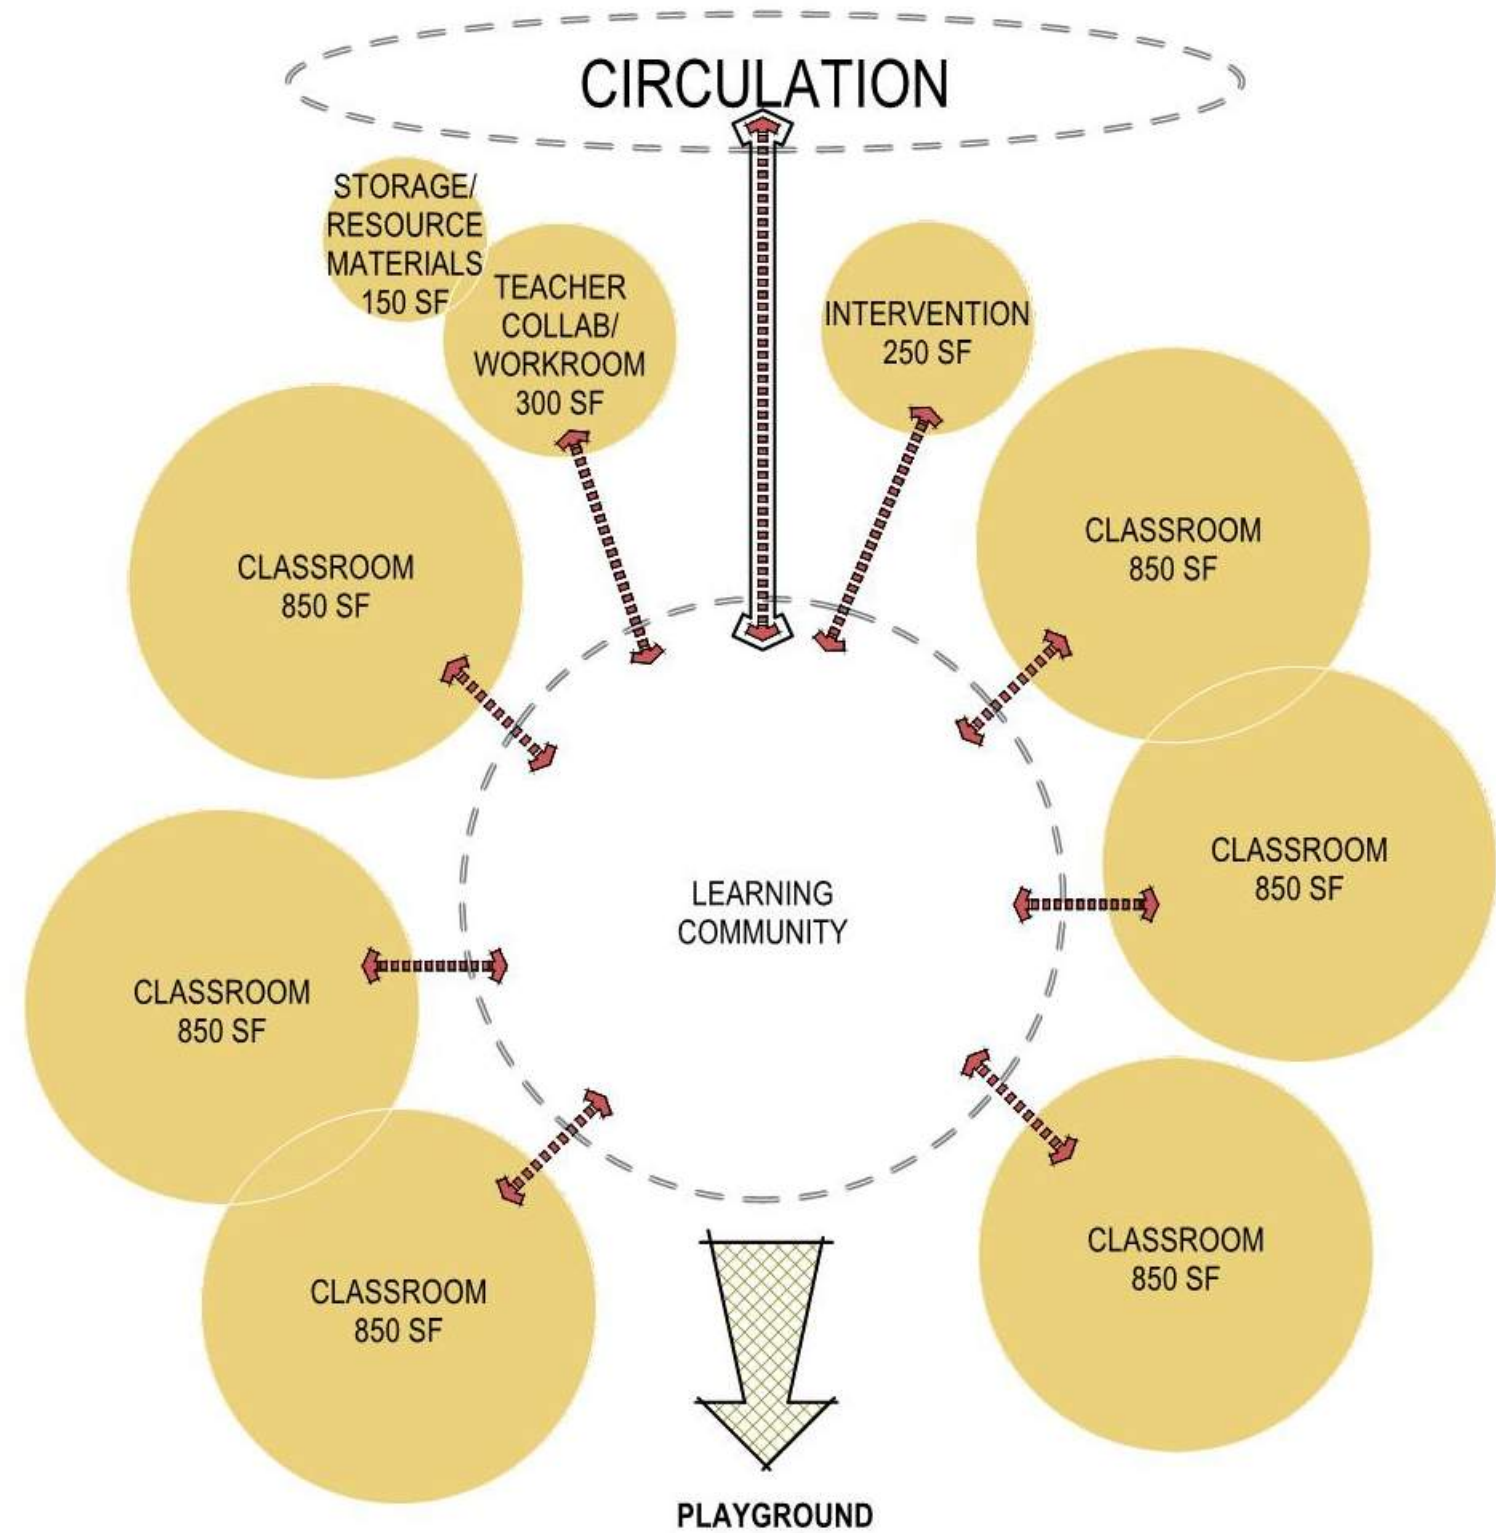 CIRCULATION
STORAGE/
RESOURCE
MATERIALS
150 SF
TEACHER
COLLAB/
WORKROOM
300 SF
INTERVENTION
250 SF
CLASSROOM
850 SF
CLASSROOM
850 SF
CLASSROOM
850 SF
LEARNING
COMMUNITY
CLASSROOM
850 SF
CLASSROOM
850 SF
CLASSROOM
850 SF
PLAYGROUND